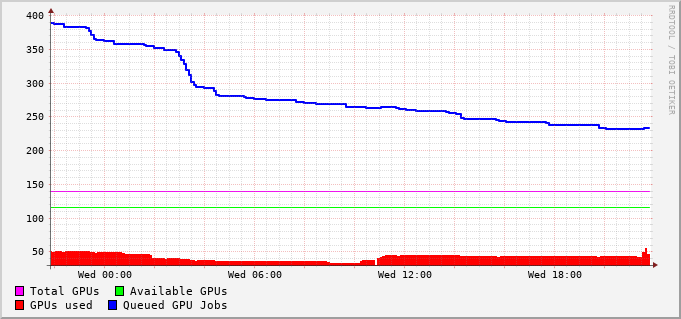 400
350
300
250
200
150
100
50
Wed 00:00 Wed 06:00 Wed 12:00 Wed 18:00
Total GPUs Available GPUs
GPUs used Queued GPU Jobs
RRDTOOL / TOBI OETIKER